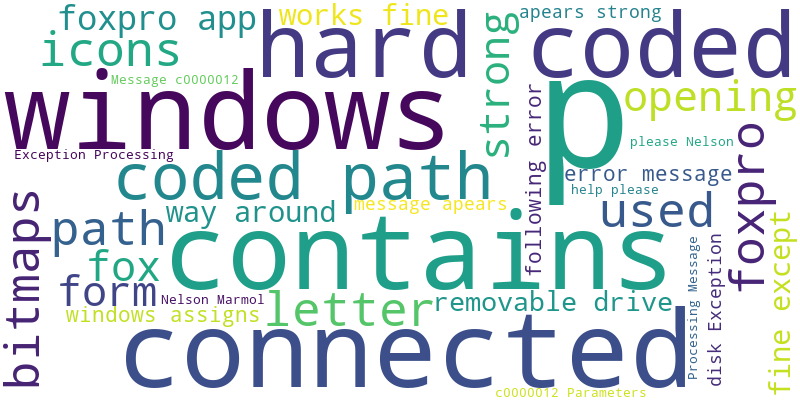 foxpro app
works fine
apears strong
icons
hard
coded
strong
Message c0000012
windows
p
opening
Exception Processing
coded path
please Nelson
error message
help please
following error
foxpro
bitmaps
path
way around
message apears
used
contains
fox
form
Nelson Marmol
letter
removable drive
windows assigns
connected
Processing Message
disk Exception
fine except
c0000012 Parameters